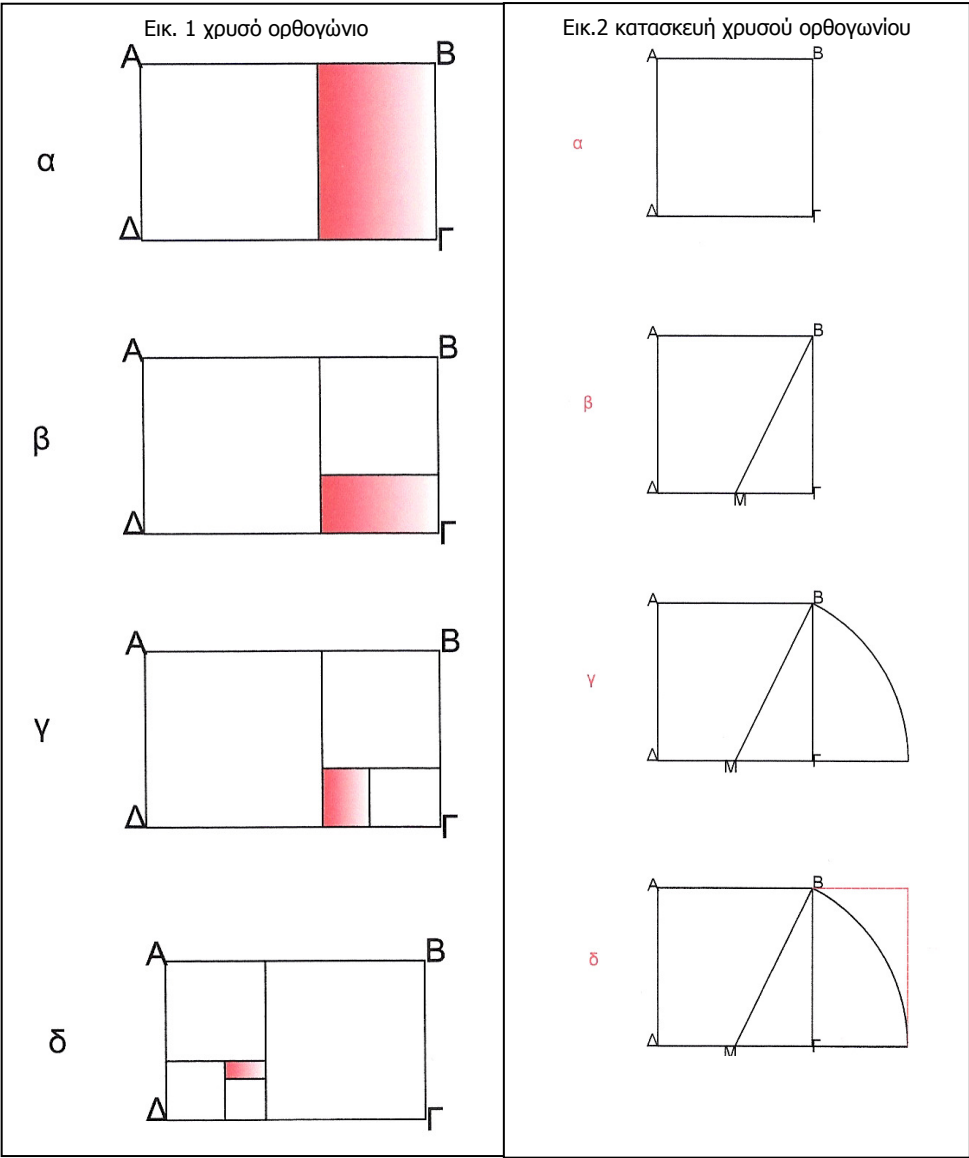 Εικ. 1 χρυσό ορθογώνιο
Α Β
α
Δ Γ
Α Β
β
Δ Γ
Α Β
γ
Δ Γ
Α Β
δ
Δ Γ
Εικ.2 κατασκευή χρυσού ορθογωνίου
Α Β
α
Δ Γ
Α Β
β
Δ Μ Γ
Α Β
γ
Δ Μ Γ
Α Β
δ
Δ Μ Γ